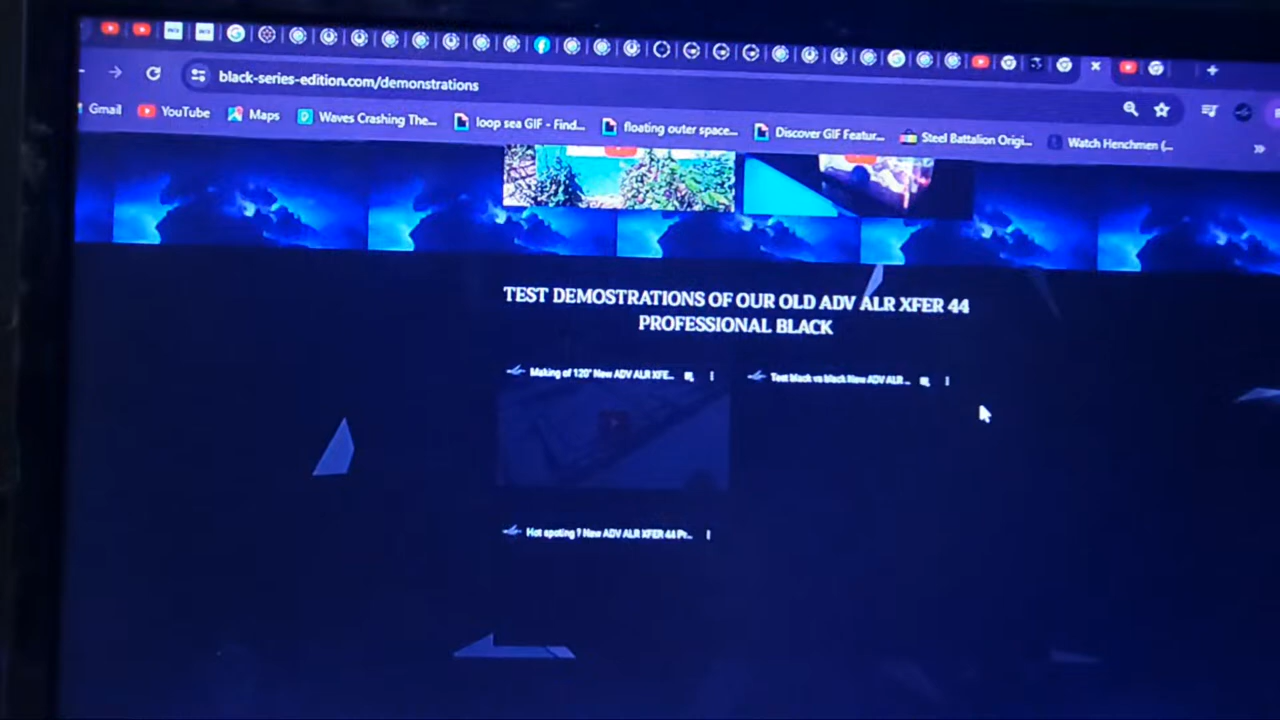 black-series-edition.com/demonstrations
Gmail YouTube Maps Waves Crashing The... loop sea GIF - Find... floating outer space... Discover GIF Featur... Steel Battalion Origi... Watch Henchmen (... »
TEST DEMOSTRATIONS OF OUR OLD ADV ALR XFER 44
PROFESSIONAL BLACK
Making of 120" New ADV ALR XFE... Test black vs black New ADV ALR ...
Hot spoting ? New ADV ALR XFER 44 Pr...